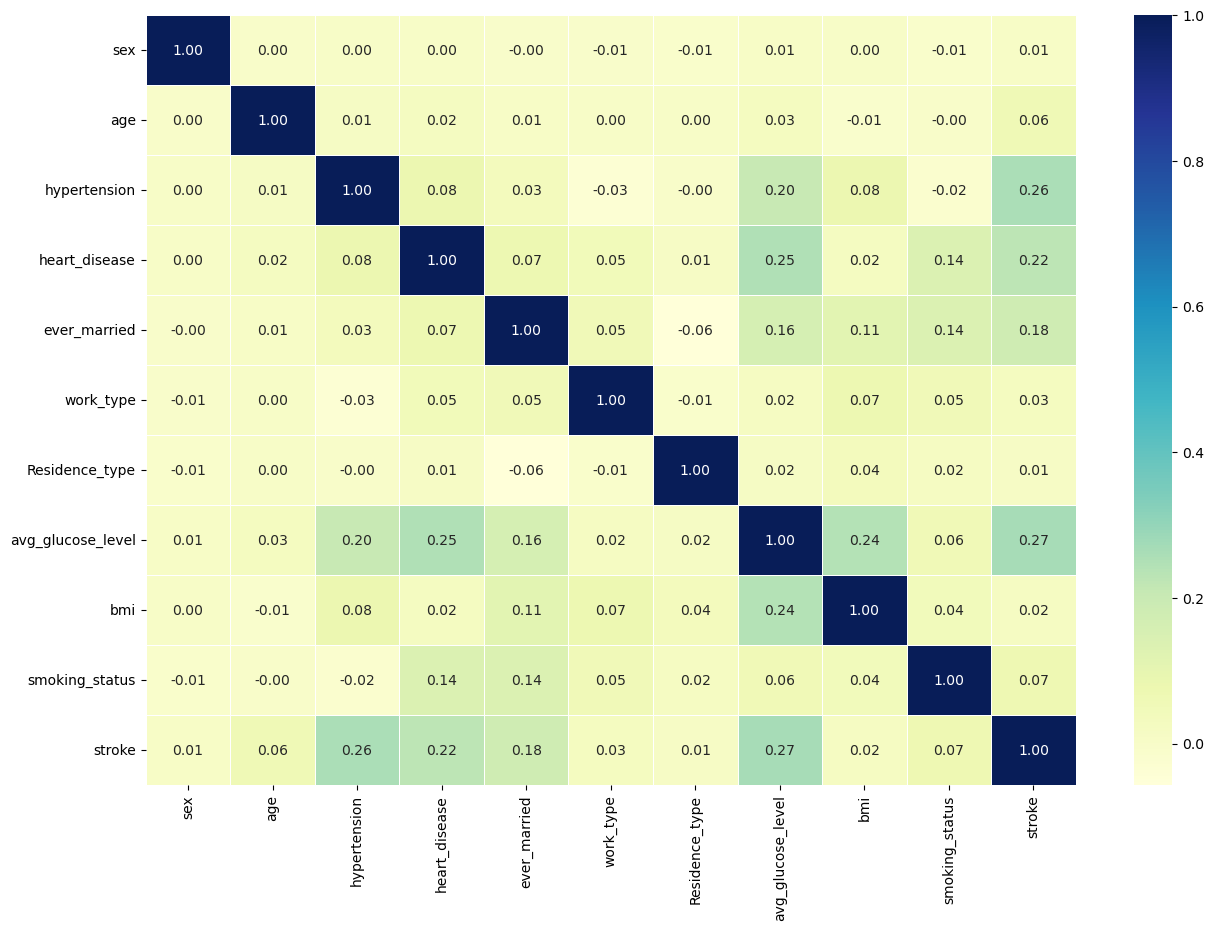 sex 1.00 0.00 0.00 0.00 -0.00 -0.01 -0.01 0.01 0.00 -0.01 0.01
age 0.00 1.00 0.01 0.02 0.01 0.00 0.00 0.03 -0.01 -0.00 0.06
hypertension 0.00 0.01 1.00 0.08 0.03 -0.03 -0.00 0.20 0.08 -0.02 0.26
heart_disease 0.00 0.02 0.08 1.00 0.07 0.05 0.01 0.25 0.02 0.14 0.22
ever_married -0.00 0.01 0.03 0.07 1.00 0.05 -0.06 0.16 0.11 0.14 0.18
work_type -0.01 0.00 -0.03 0.05 0.05 1.00 -0.01 0.02 0.07 0.05 0.03
Residence_type -0.01 0.00 -0.00 0.01 -0.06 -0.01 1.00 0.02 0.04 0.02 0.01
avg_glucose_level 0.01 0.03 0.20 0.25 0.16 0.02 0.02 1.00 0.24 0.06 0.27
bmi 0.00 -0.01 0.08 0.02 0.11 0.07 0.04 0.24 1.00 0.04 0.02
smoking_status -0.01 -0.00 -0.02 0.14 0.14 0.05 0.02 0.06 0.04 1.00 0.07
stroke 0.01 0.06 0.26 0.22 0.18 0.03 0.01 0.27 0.02 0.07 1.00
sex age hypertension heart_disease ever_married work_type Residence_type avg_glucose_level bmi smoking_status stroke
1.0
0.8
0.6
0.4
0.2
0.0